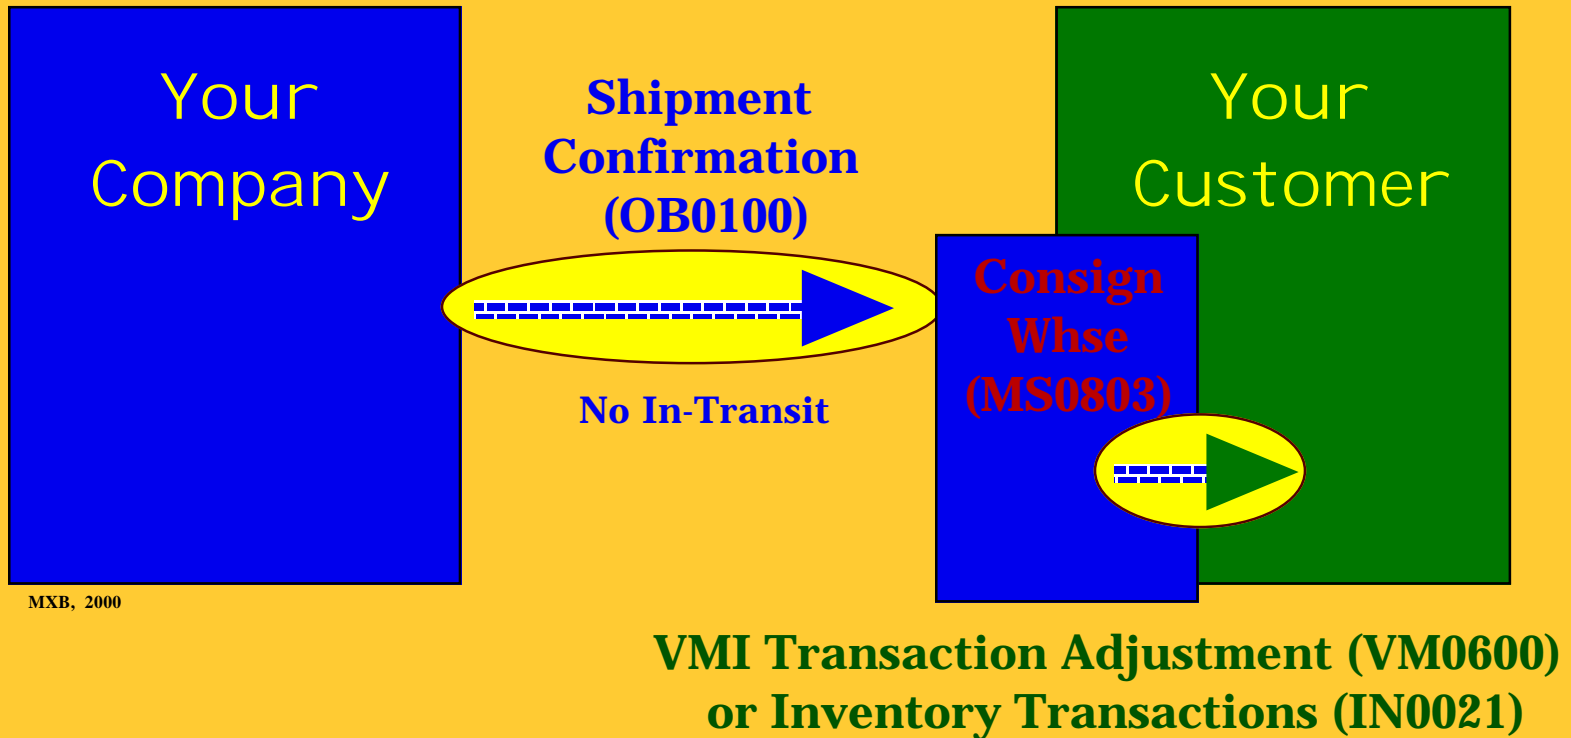 Your
Company
Shipment
Confirmation
(OB0100)
No In-Transit
Your
Customer
Consign
Whse
(MS0803)
MXB, 2000
VMI Transaction Adjustment (VM0600)
or Inventory Transactions (IN0021)